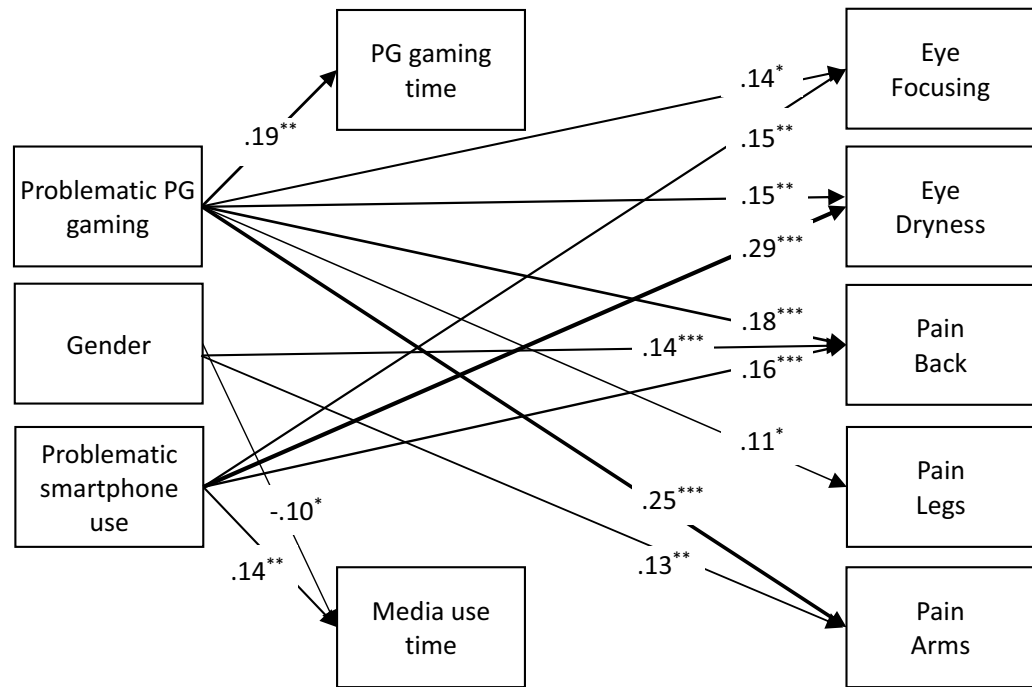 PG gaming
time
Eye
Focusing
.14*
.19**
.15**
Problematic PG
gaming
.15**
Eye
Dryness
.29***
Gender
.18***
.14***
.16***
Pain
Back
Problematic
smartphone
use
.11*
Pain
Legs
-.10*
.25***
.14**
.13**
Media use
time
Pain
Arms